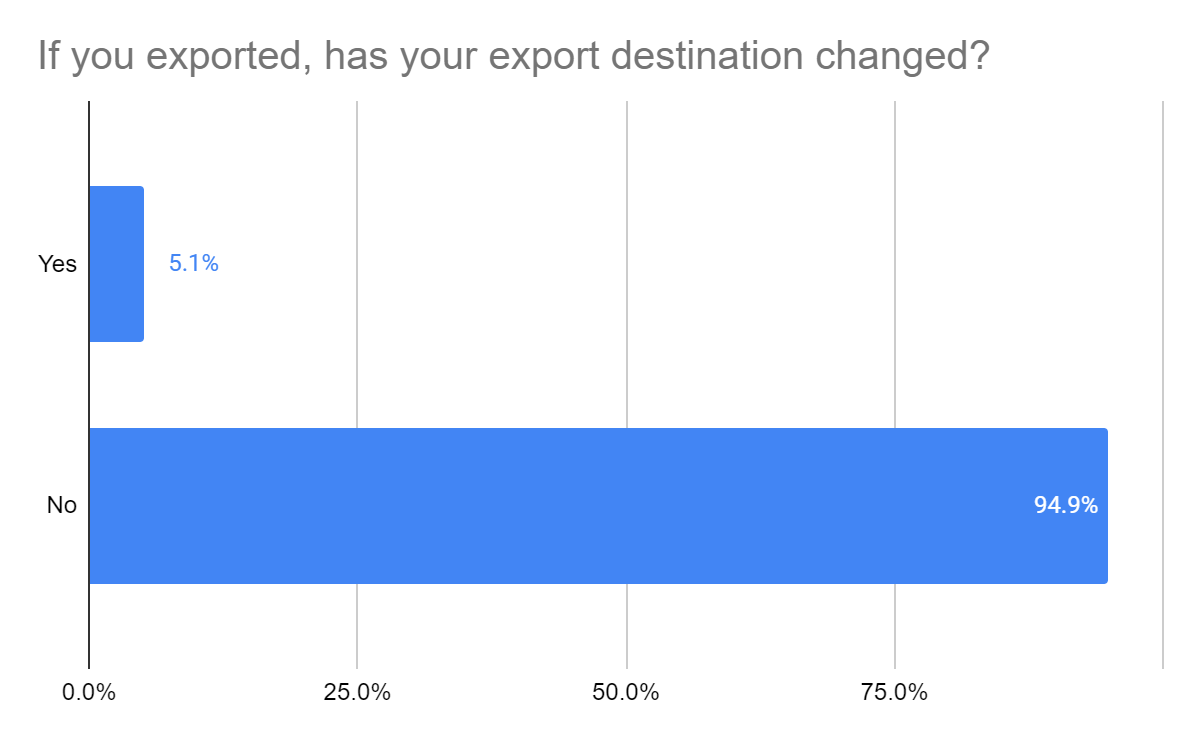 If you exported, has your export destination changed?
Yes
5.1%
No
94.9%
0.0%
25.0%
50.0%
75.0%